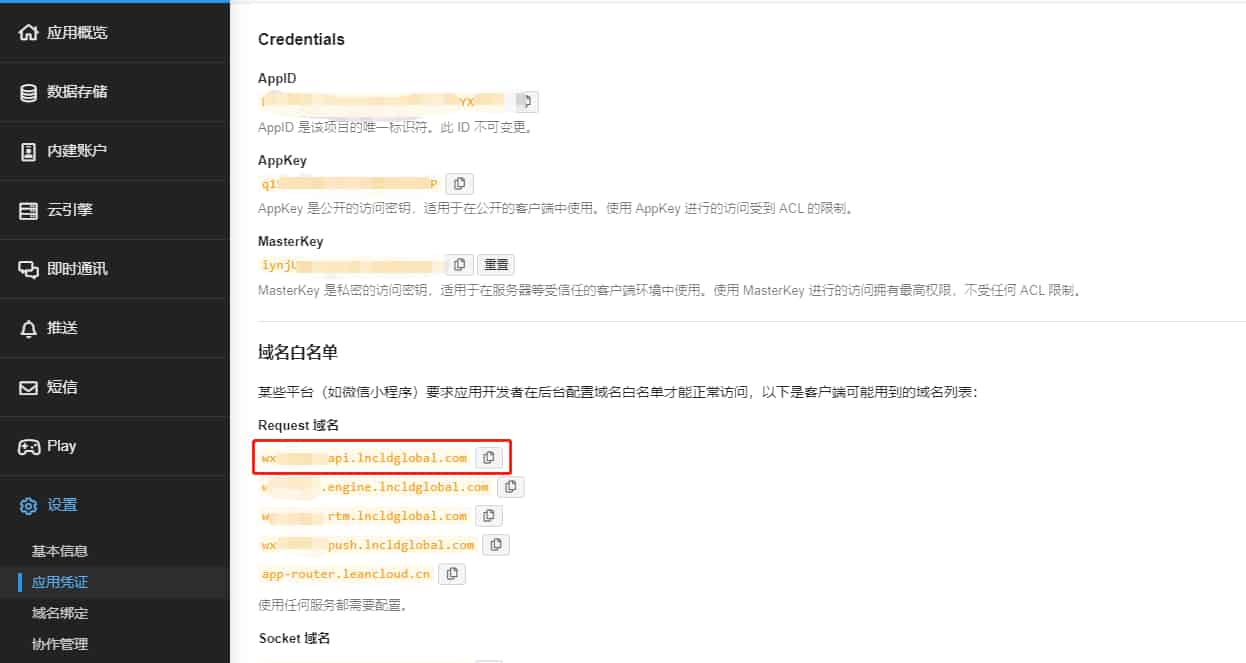 应用概览
数据存储
内建账户
云引擎
即时通讯
推送
短信
Play
设置
基本信息
应用凭证
域名绑定
协作管理
Credentials
AppID
YX
AppID 是该项目的唯一标识符。此 ID 不可变更。
AppKey
q1 P
AppKey 是公开的访问密钥，适用于在公开的客户端中使用。使用 AppKey 进行的访问受到 ACL 的限制。
MasterKey
iynjU 重置
MasterKey 是私密的访问密钥，适用于在服务器等受信任的客户端环境中使用。使用 MasterKey 进行的访问拥有最高权限，不受任何 ACL 限制。
域名白名单
某些平台（如微信小程序）要求应用开发者在后台配置域名白名单才能正常访问，以下是客户端可能用到的域名列表：
Request 域名
wx api.lncldglobal.com
.engine.lncldglobal.com
rtm.lncldglobal.com
wx push.lncldglobal.com
app-router.leancloud.cn
使用任何服务都需要配置。
Socket 域名